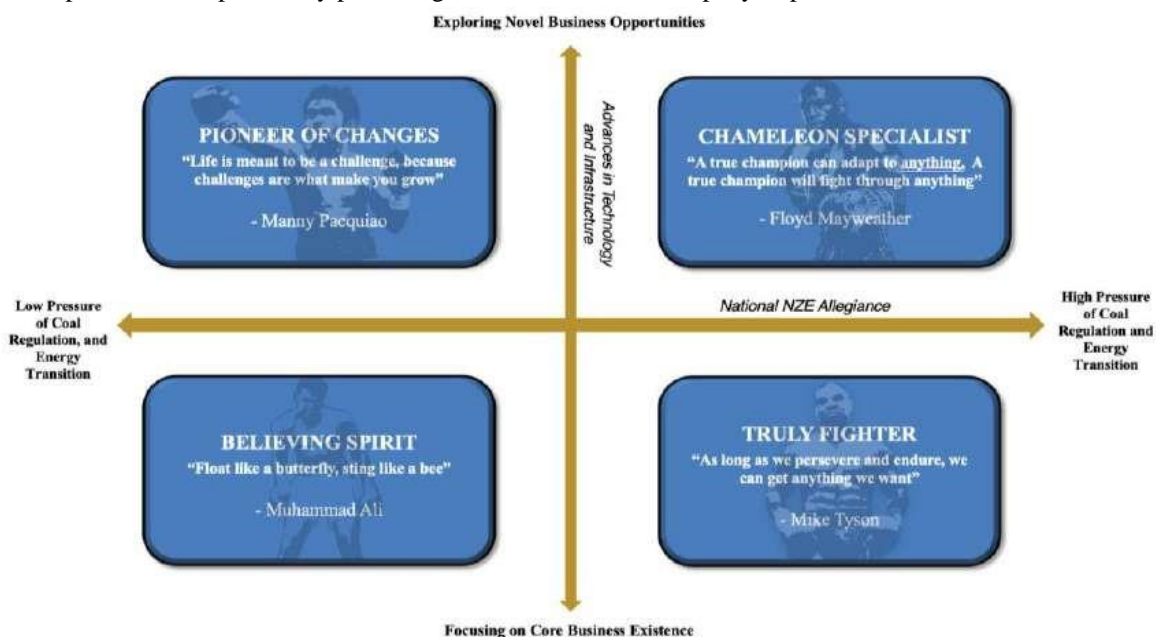 Exploring Novel Business Opportunities
PIONEER OF CHANGES
“Life is meant to be a challenge, because
challenges are what make you grow”
- Manny Pacquiao
Advances in Technology
and Infrastructure
CHAMELEON SPECIALIST
“A true champion can adapt to anything. A
true champion will fight through anything”
- Floyd Mayweather
Low Pressure
of Coal
Regulation, and
Energy
Transition
National NZE Allegiance
High Pressure
of Coal
Regulation and
Energy
Transition
BELIEVING SPIRIT
“Float like a butterfly, sting like a bee”
- Muhammad Ali
TRULY FIGHTER
“As long as we persevere and endure, we
can get anything we want”
- Mike Tyson
Focusing on Core Business Existence